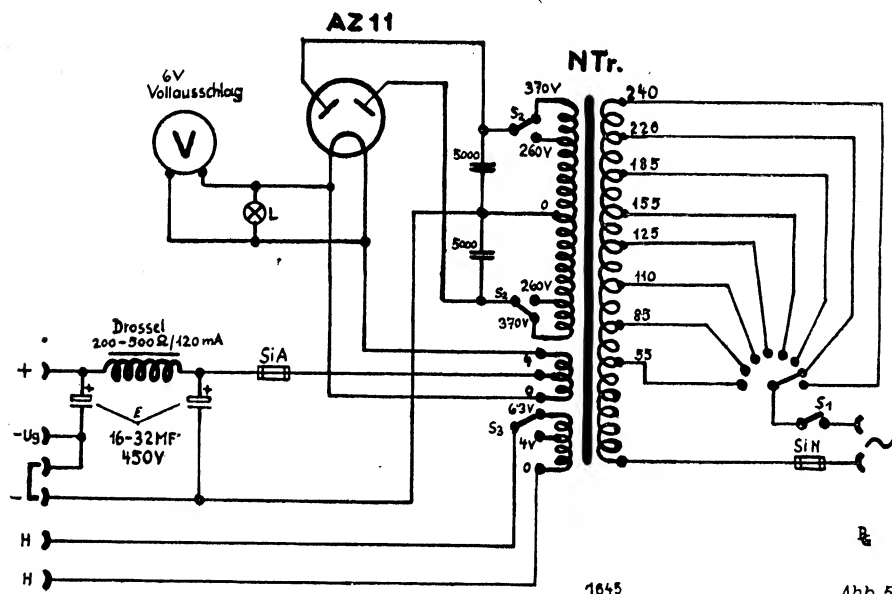 AZ11
NTr.
6V
Vollausschlag
V
L
370V
S2
260V
5000
0
5000
260V
S2
370V
240
220
185
155
125
110
85
55
S1
SiN
~
Drossel
200-500Ω/120mA
SiA
4
0
6.3V
S3
4V
0
+
+
+
E
16-32MF
450V
-Ug
-
H
H
1645
Abb.5